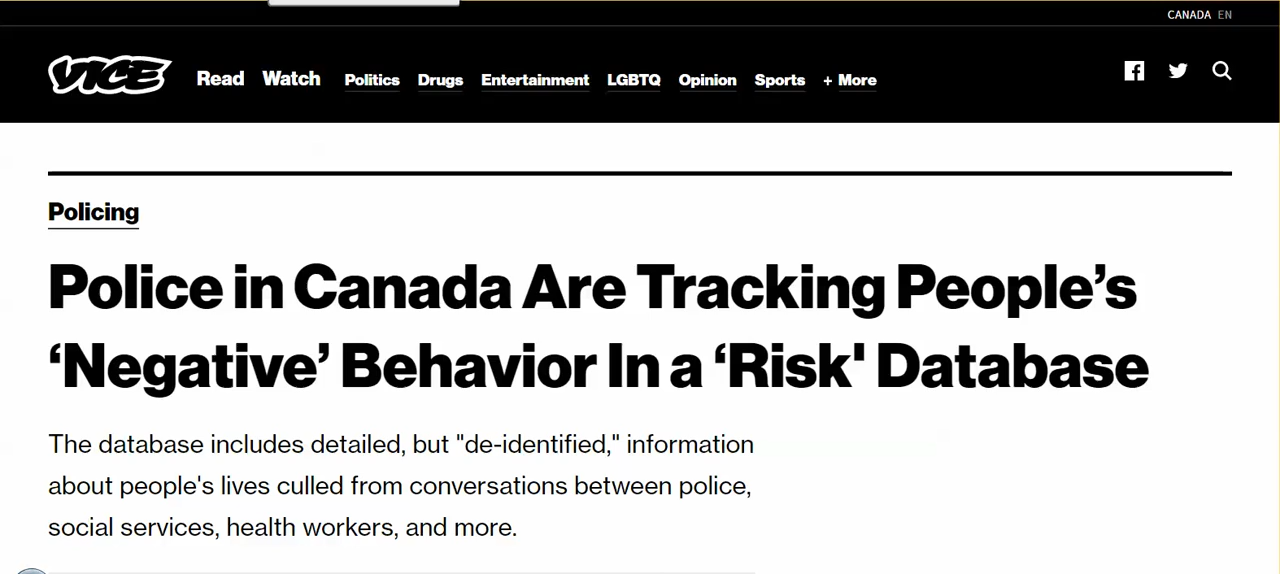 CANADA EN
VICE Read Watch Politics Drugs Entertainment LGBTQ Opinion Sports + More
Policing
Police in Canada Are Tracking People’s
‘Negative’ Behavior In a ‘Risk' Database
The database includes detailed, but "de-identified," information
about people's lives culled from conversations between police,
social services, health workers, and more.